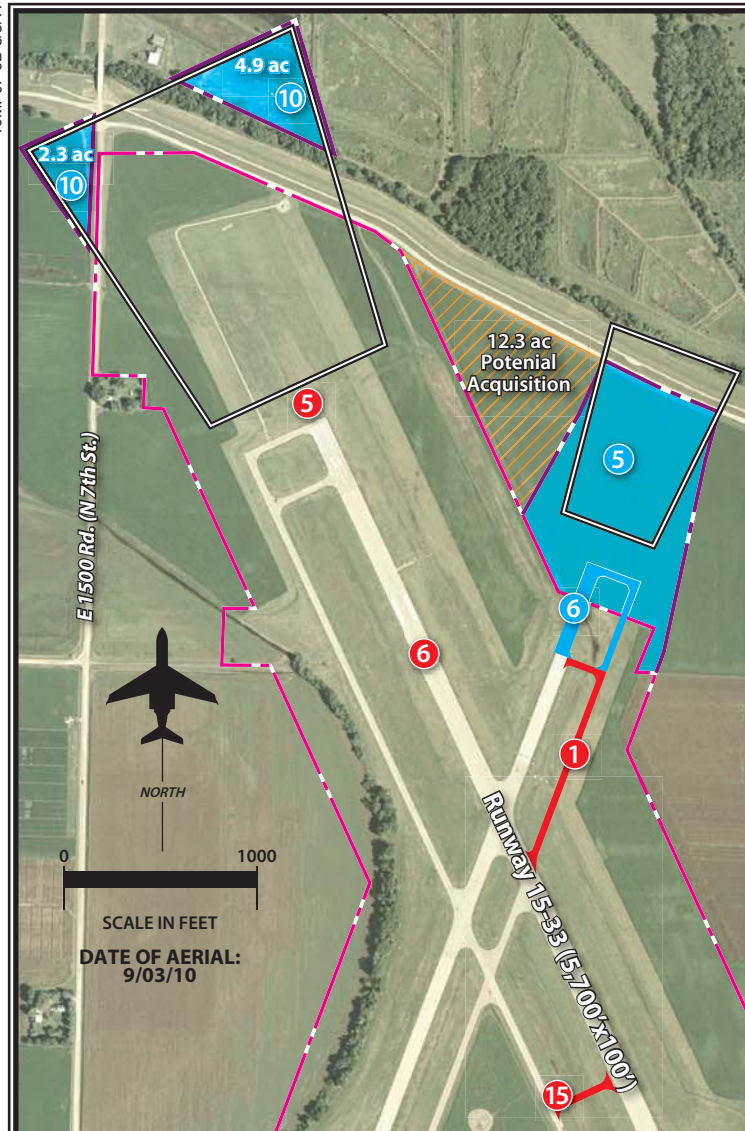 4.9 ac
10
2.3 ac
10
12.3 ac
Potenial
Acquisition
5
5
E 1500 Rd. (N 7th St.)
6
6
1
NORTH
Runway 15-33 (5,700'x100')
0
1000
SCALE IN FEET
DATE OF AERIAL:
9/03/10
15